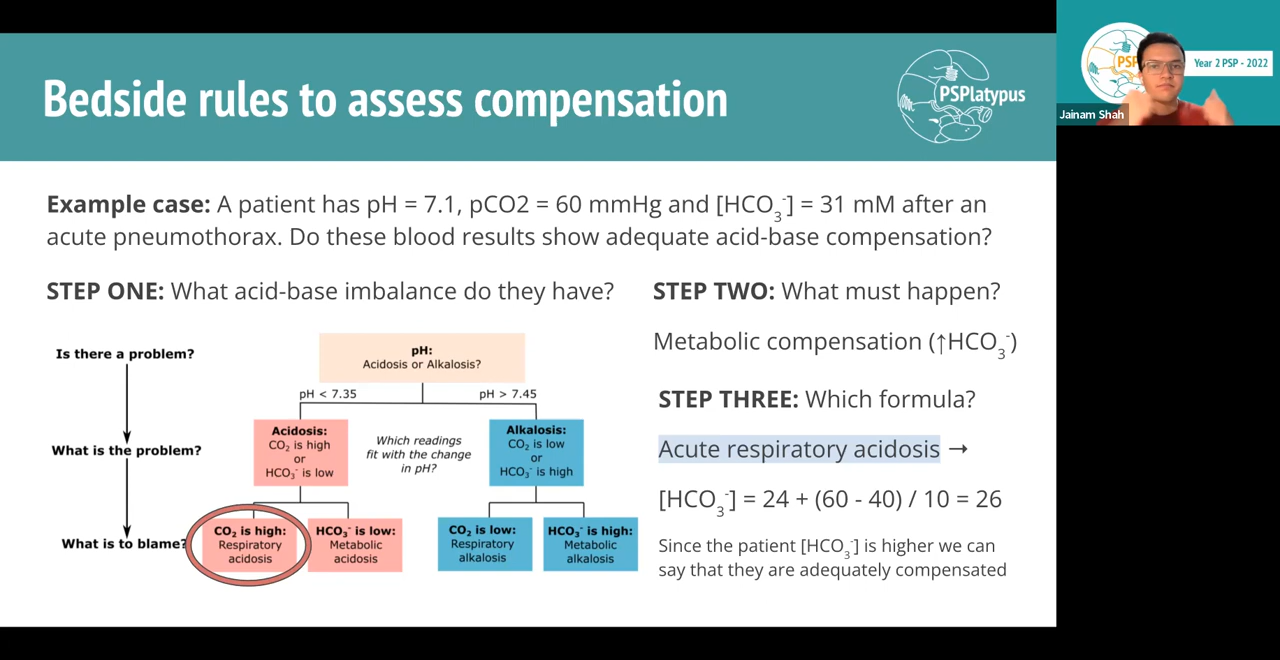 Bedside rules to assess compensation
PSPlatypus
PSP
Year 2 PSP - 2022
Jainam Shah
Example case: A patient has pH = 7.1, pCO2 = 60 mmHg and [HCO₃⁻] = 31 mM after an
acute pneumothorax. Do these blood results show adequate acid-base compensation?
STEP ONE: What acid-base imbalance do they have?
Is there a problem?
What is the problem?
What is to blame?
pH:
Acidosis or Alkalosis?
pH < 7.35
pH > 7.45
Acidosis:
CO₂ is high
or
HCO₃⁻ is low
Which readings
fit with the change
in pH?
Alkalosis:
CO₂ is low
or
HCO₃⁻ is high
CO₂ is high:
Respiratory
acidosis
HCO₃⁻ is low:
Metabolic
acidosis
CO₂ is low:
Respiratory
alkalosis
HCO₃⁻ is high:
Metabolic
alkalosis
STEP TWO: What must happen?
Metabolic compensation (↑HCO₃⁻)
STEP THREE: Which formula?
Acute respiratory acidosis →
[HCO₃⁻] = 24 + (60 - 40) / 10 = 26
Since the patient [HCO₃⁻] is higher we can
say that they are adequately compensated